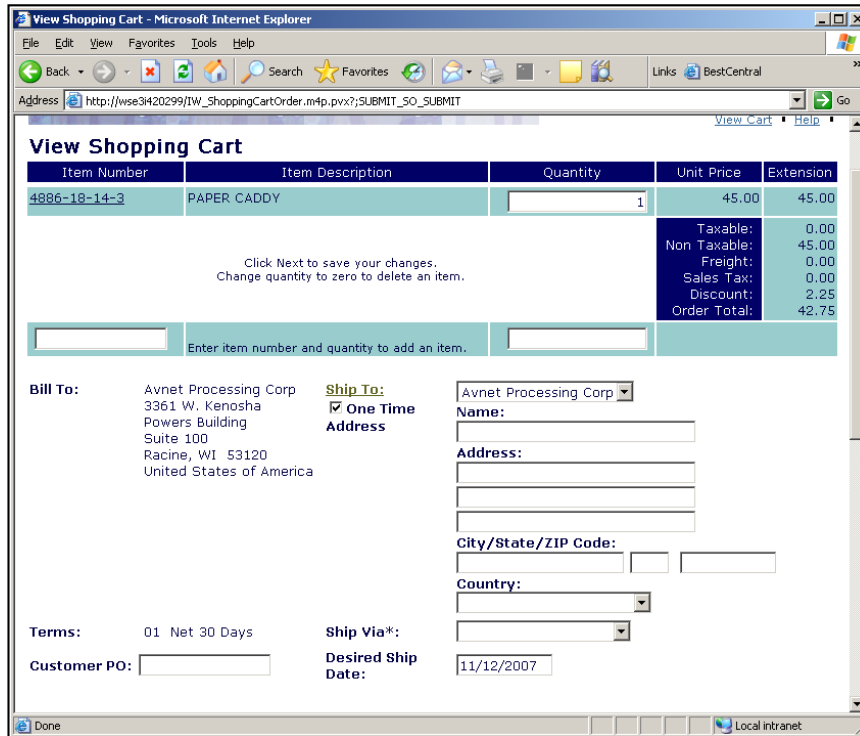 View Shopping Cart - Microsoft Internet Explorer
File Edit View Favorites Tools Help
Back Search Favorites Links BestCentral »
Address http://wse3i420299/IW_ShoppingCartOrder.m4p.pvx?;SUBMIT_SO_SUBMIT Go
View Cart Help
View Shopping Cart
Item Number Item Description Quantity Unit Price Extension
4886-18-14-3 PAPER CADDY 1 45.00 45.00
Taxable: 0.00
Non Taxable: 45.00
Click Next to save your changes. Freight: 0.00
Change quantity to zero to delete an item. Sales Tax: 0.00
Discount: 2.25
Order Total: 42.75
Enter item number and quantity to add an item.
Bill To: Avnet Processing Corp Ship To: Avnet Processing Corp
3361 W. Kenosha One Time Name:
Powers Building Address
Suite 100 Address:
Racine, WI 53120
United States of America
City/State/ZIP Code:
Country:
Terms: 01 Net 30 Days Ship Via*:
Customer PO: Desired Ship Date: 11/12/2007
Done Local intranet